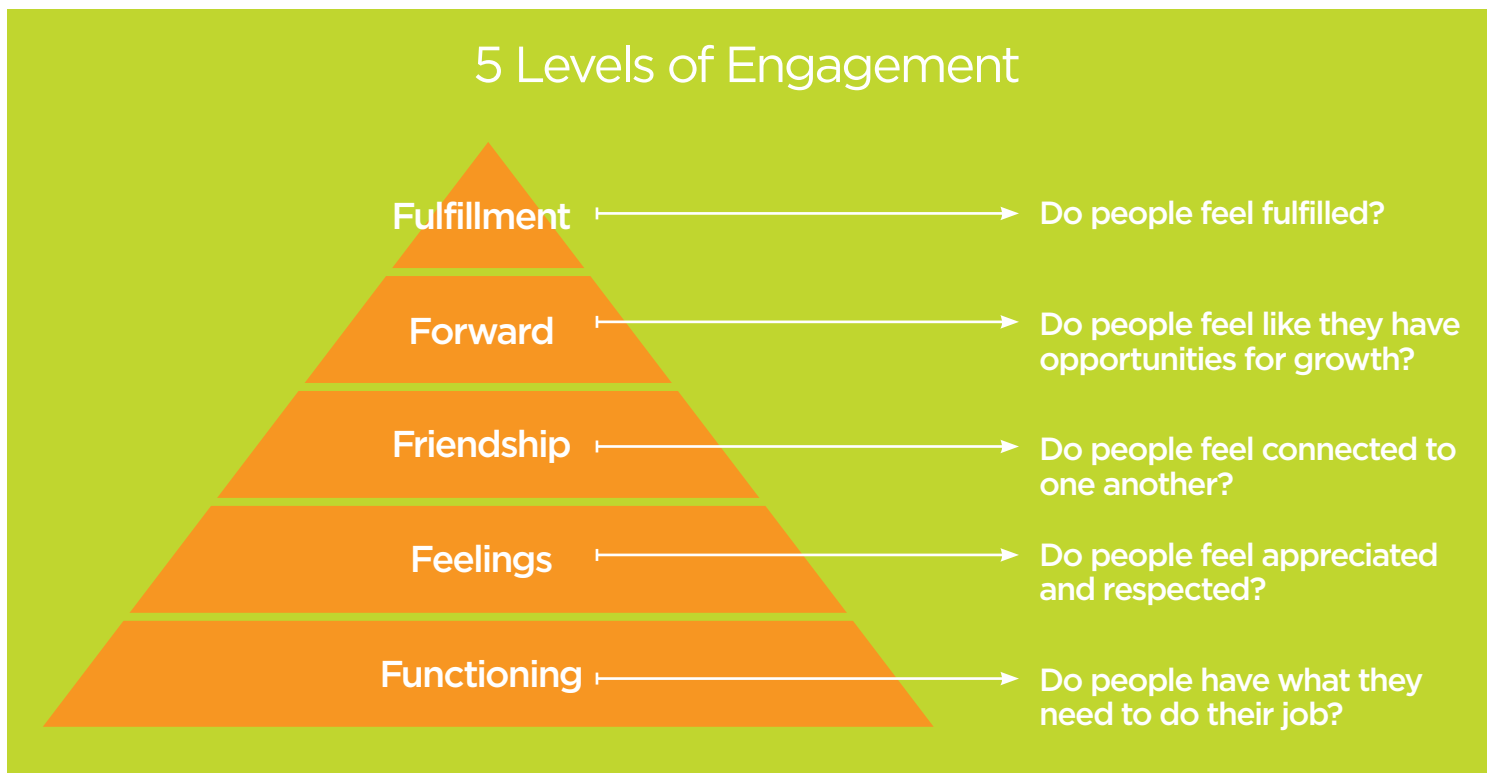 5 Levels of Engagement
Fulfillment
Do people feel fulfilled?
Forward
Do people feel like they have
opportunities for growth?
Friendship
Do people feel connected to
one another?
Feelings
Do people feel appreciated
and respected?
Functioning
Do people have what they
need to do their job?